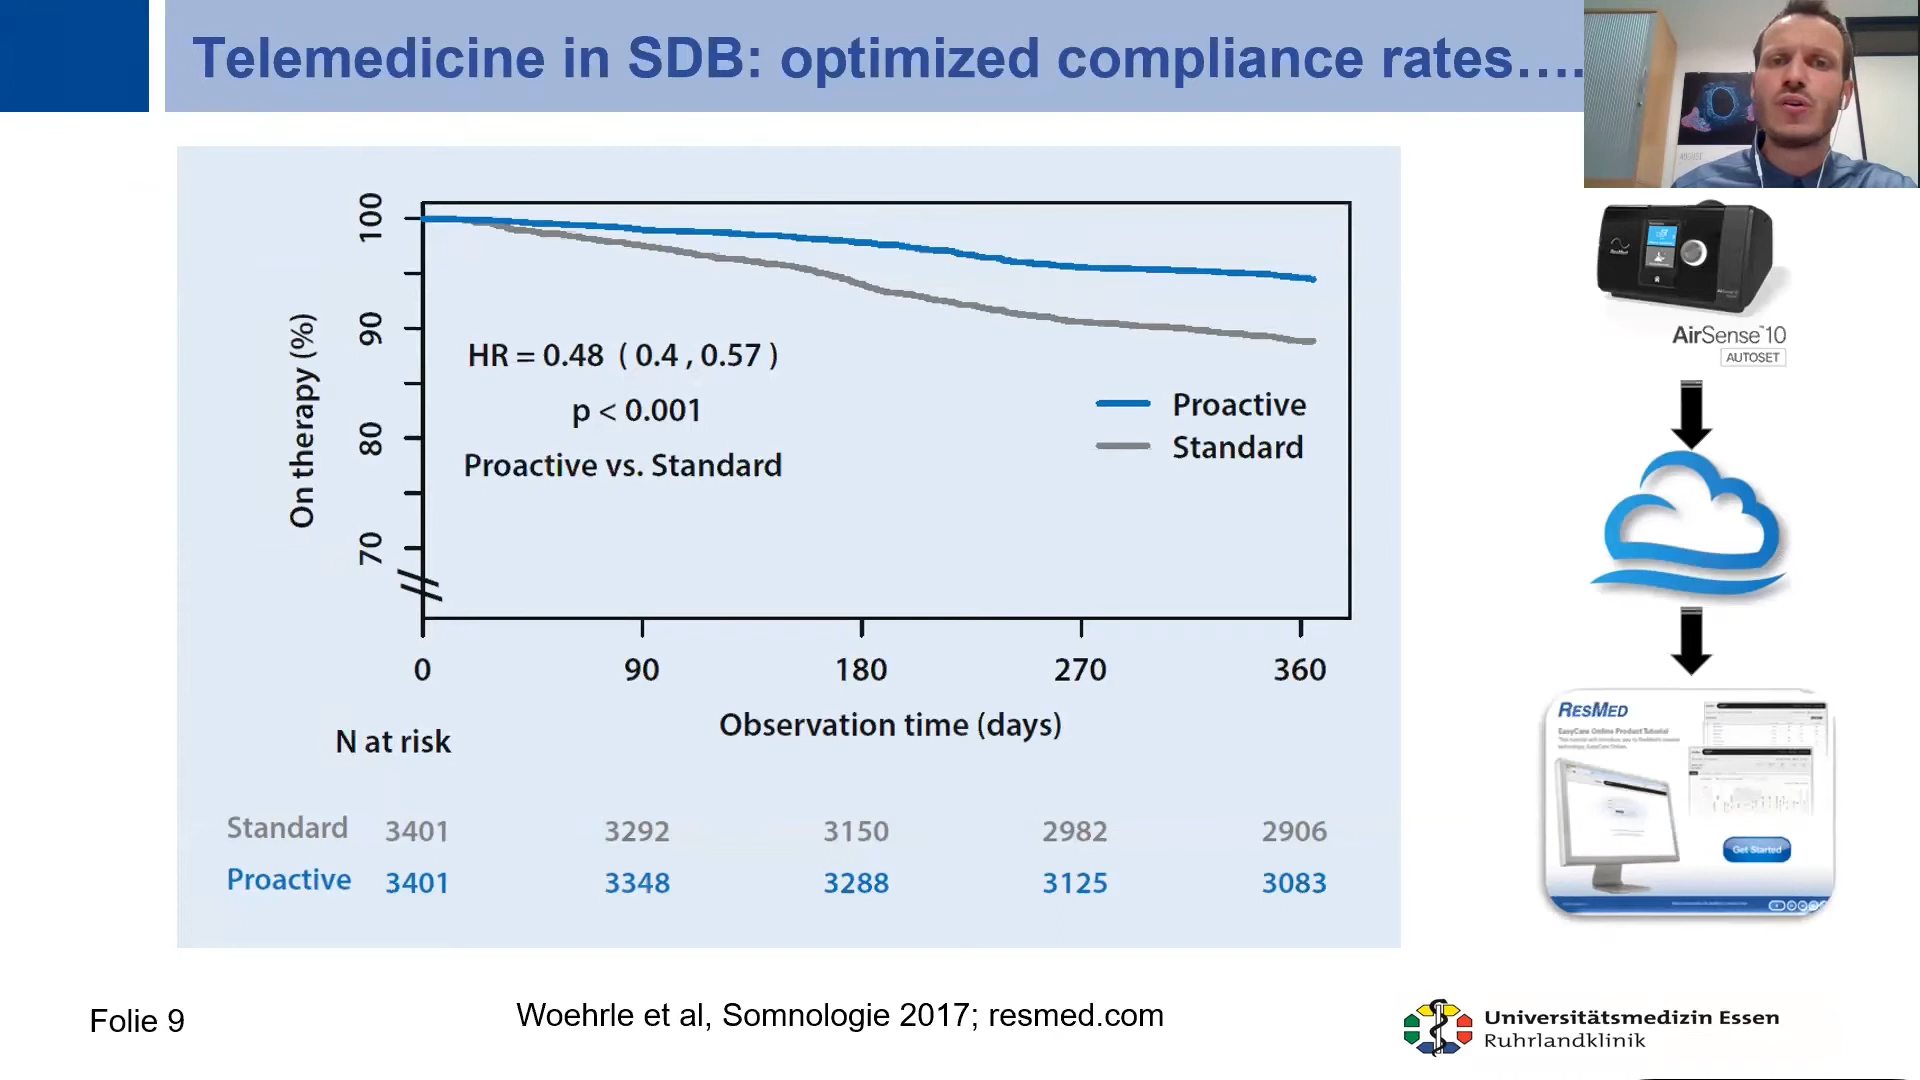 Telemedicine in SDB: optimized compliance rates….
AUGUST
100
90
80
70
On therapy (%)
HR = 0.48 ( 0.4 , 0.57 )
p < 0.001
Proactive vs. Standard
Proactive
Standard
0 90 180 270 360
Observation time (days)
N at risk
Standard 3401 3292 3150 2982 2906
Proactive 3401 3348 3288 3125 3083
ResMed
AirSense 10
AUTOSET
RESMED
EasyCare Online Product Tutorial
Get Started
Folie 9
Woehrle et al, Somnologie 2017; resmed.com
Universitätsmedizin Essen
Ruhrlandklinik